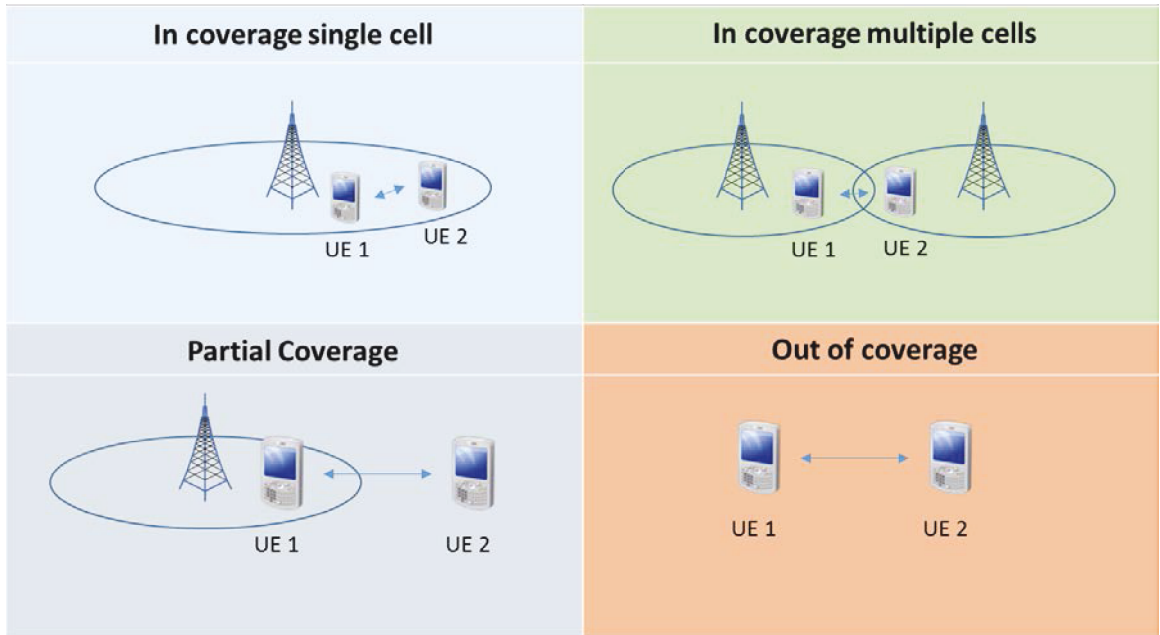 In coverage single cell
In coverage multiple cells
UE 1
UE 2
UE 1
UE 2
Partial Coverage
Out of coverage
UE 1
UE 2
UE 1
UE 2